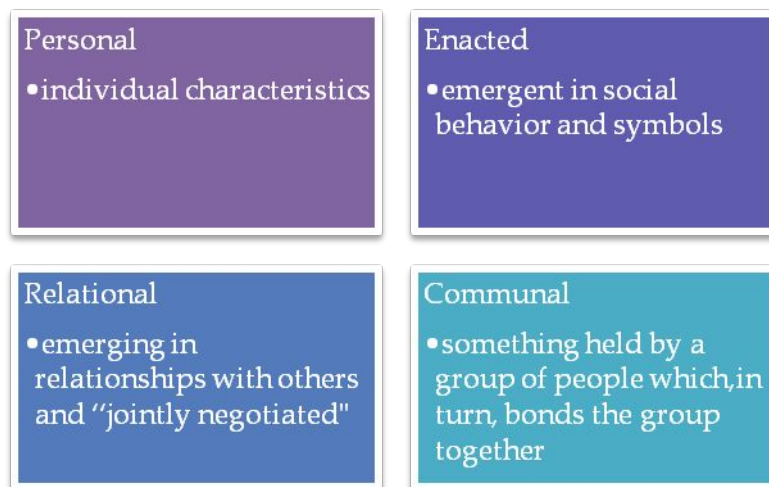 Personal
•individual characteristics
Enacted
•emergent in social
behavior and symbols
Relational
•emerging in
relationships with others
and ‘‘jointly negotiated"
Communal
•something held by a
group of people which,in
turn, bonds the group
together